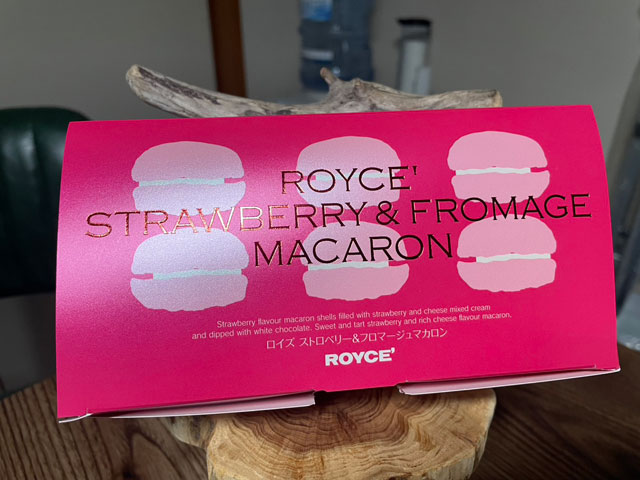 ROYCE'
STRAWBERRY & FROMAGE
MACARON
Strawberry flavour macaron shells filled with strawberry and cheese mixed cream
and dipped with white chocolate. Sweet and tart strawberry and rich cheese flavour macaron.
ロイズ ストロベリー&フロマージュマカロン
ROYCE'